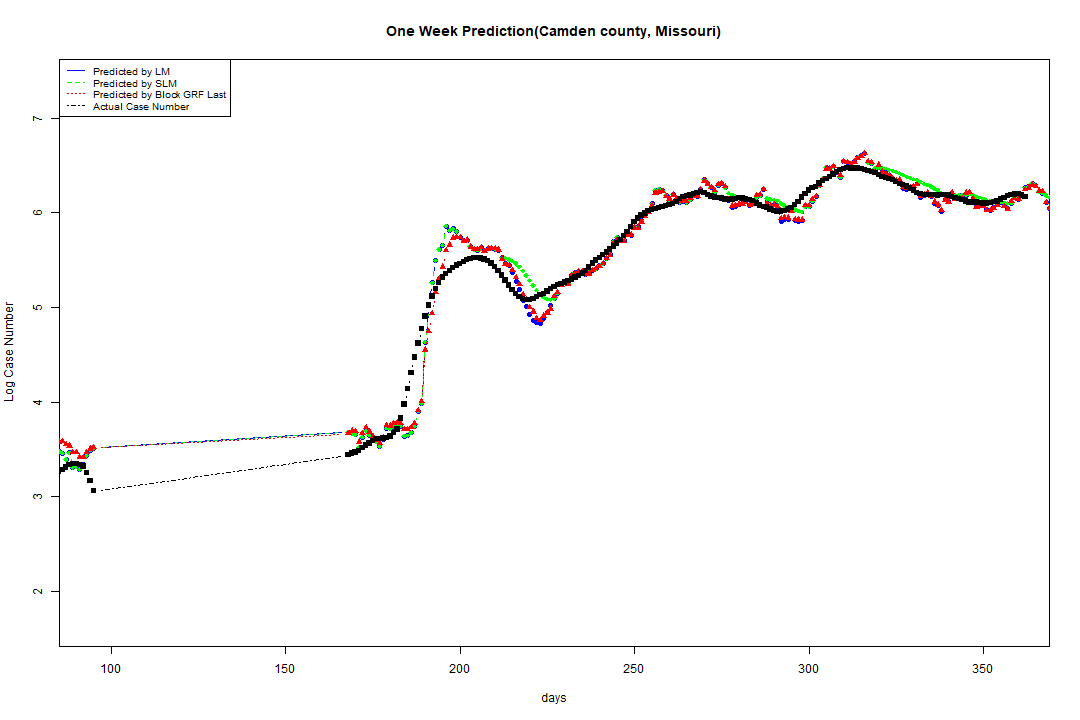 One Week Prediction(Camden county, Missouri)
Predicted by LM
Predicted by SLM
Predicted by Block GRF Last
Actual Case Number
7
6
5
4
3
2
Log Case Number
100 150 200 250 300 350
days